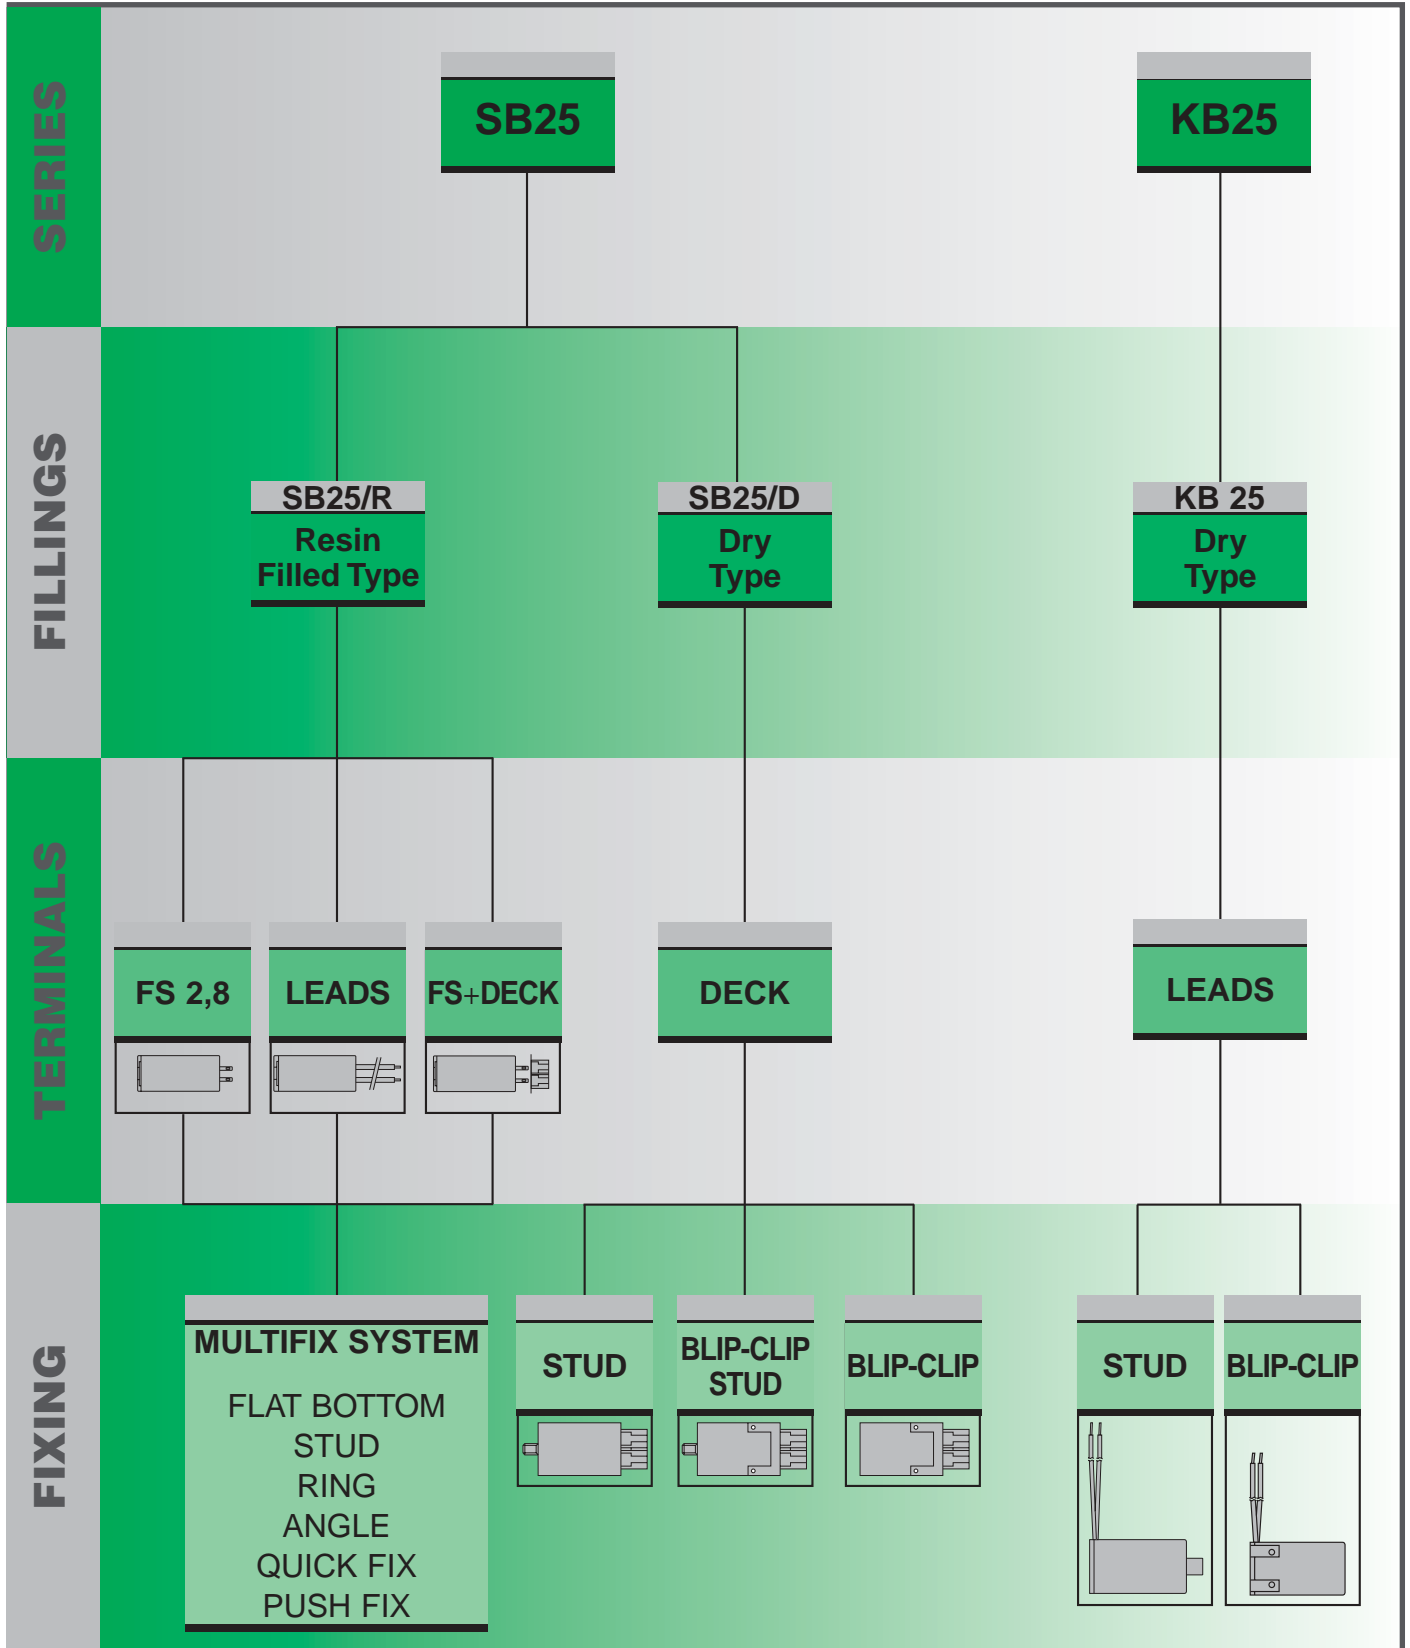 SERIES
SB25
KB25
FILLINGS
SB25/R
Resin
Filled Type
SB25/D
Dry
Type
KB 25
Dry
Type
TERMINALS
FS 2,8
LEADS
FS+DECK
DECK
LEADS
FIXING
MULTIFIX SYSTEM
FLAT BOTTOM
STUD
RING
ANGLE
QUICK FIX
PUSH FIX
STUD
BLIP-CLIP
STUD
BLIP-CLIP
STUD
BLIP-CLIP